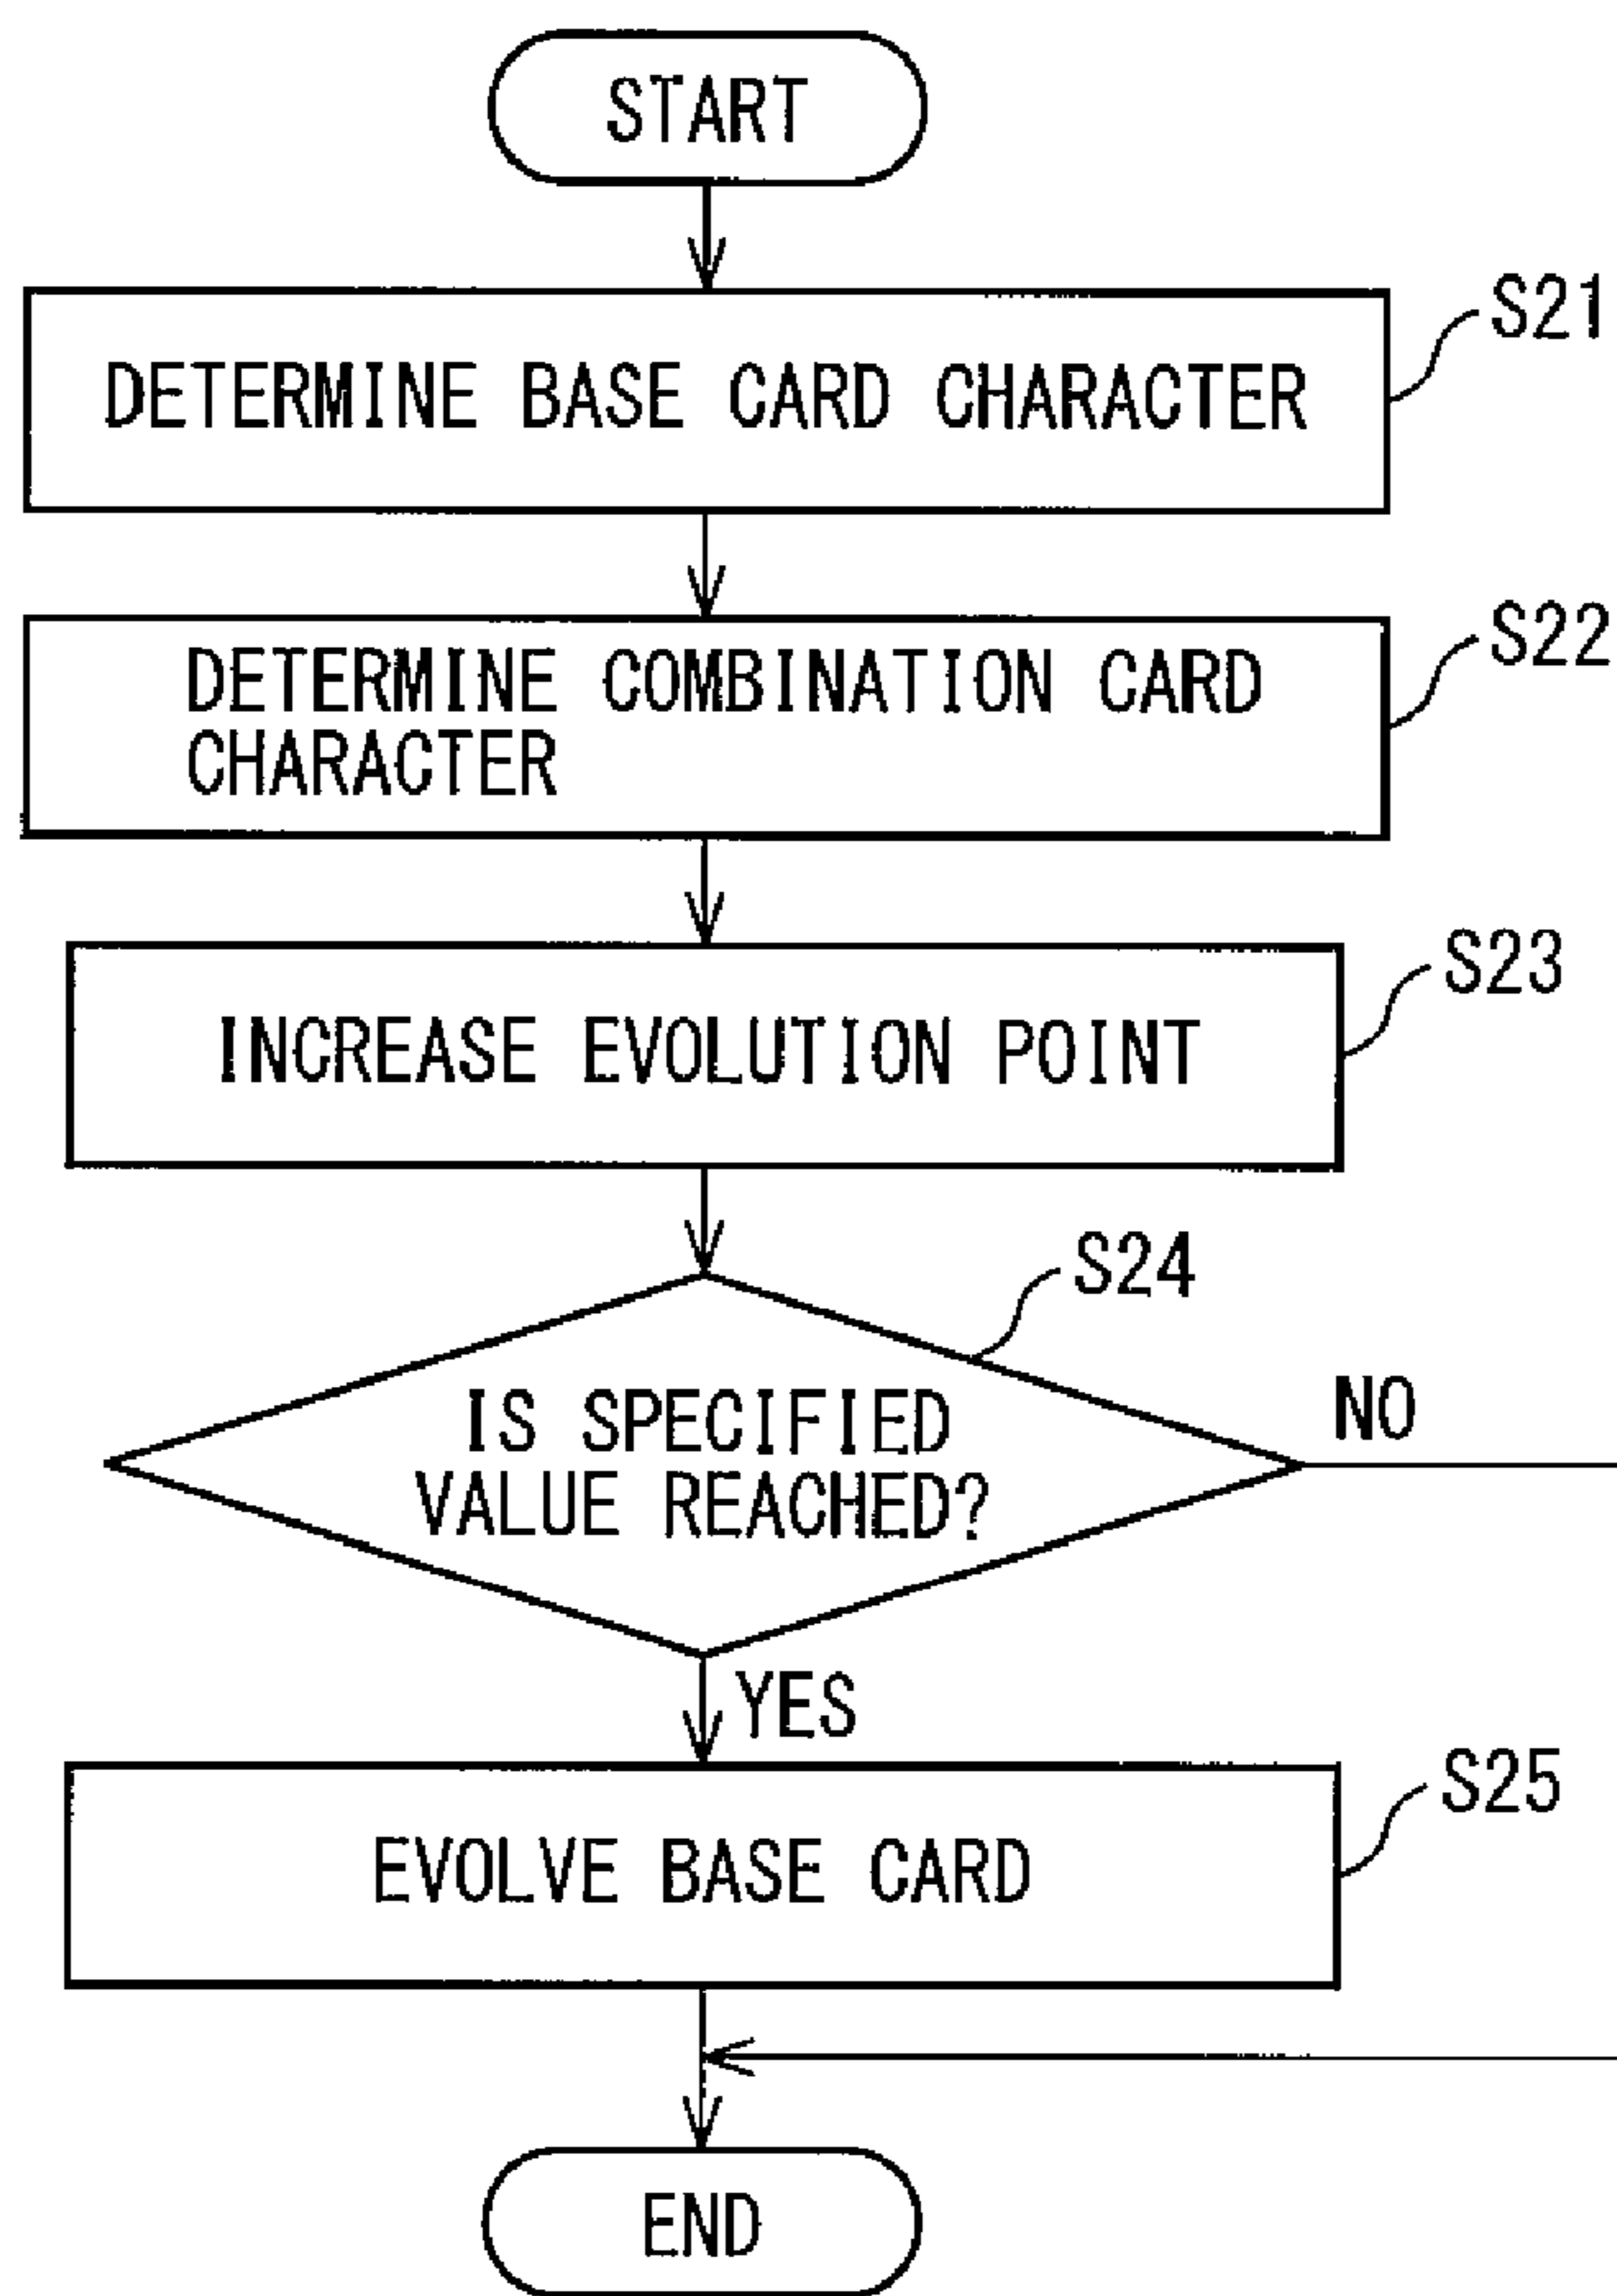 START
S21
DETERMINE BASE CARD CHARACTER
S22
DETERMINE COMBINATION CARD
CHARACTER
S23
INCREASE EVOLUTION POINT
S24
IS SPECIFIED
VALUE REACHED?
NO
YES
S25
EVOLVE BASE CARD
END